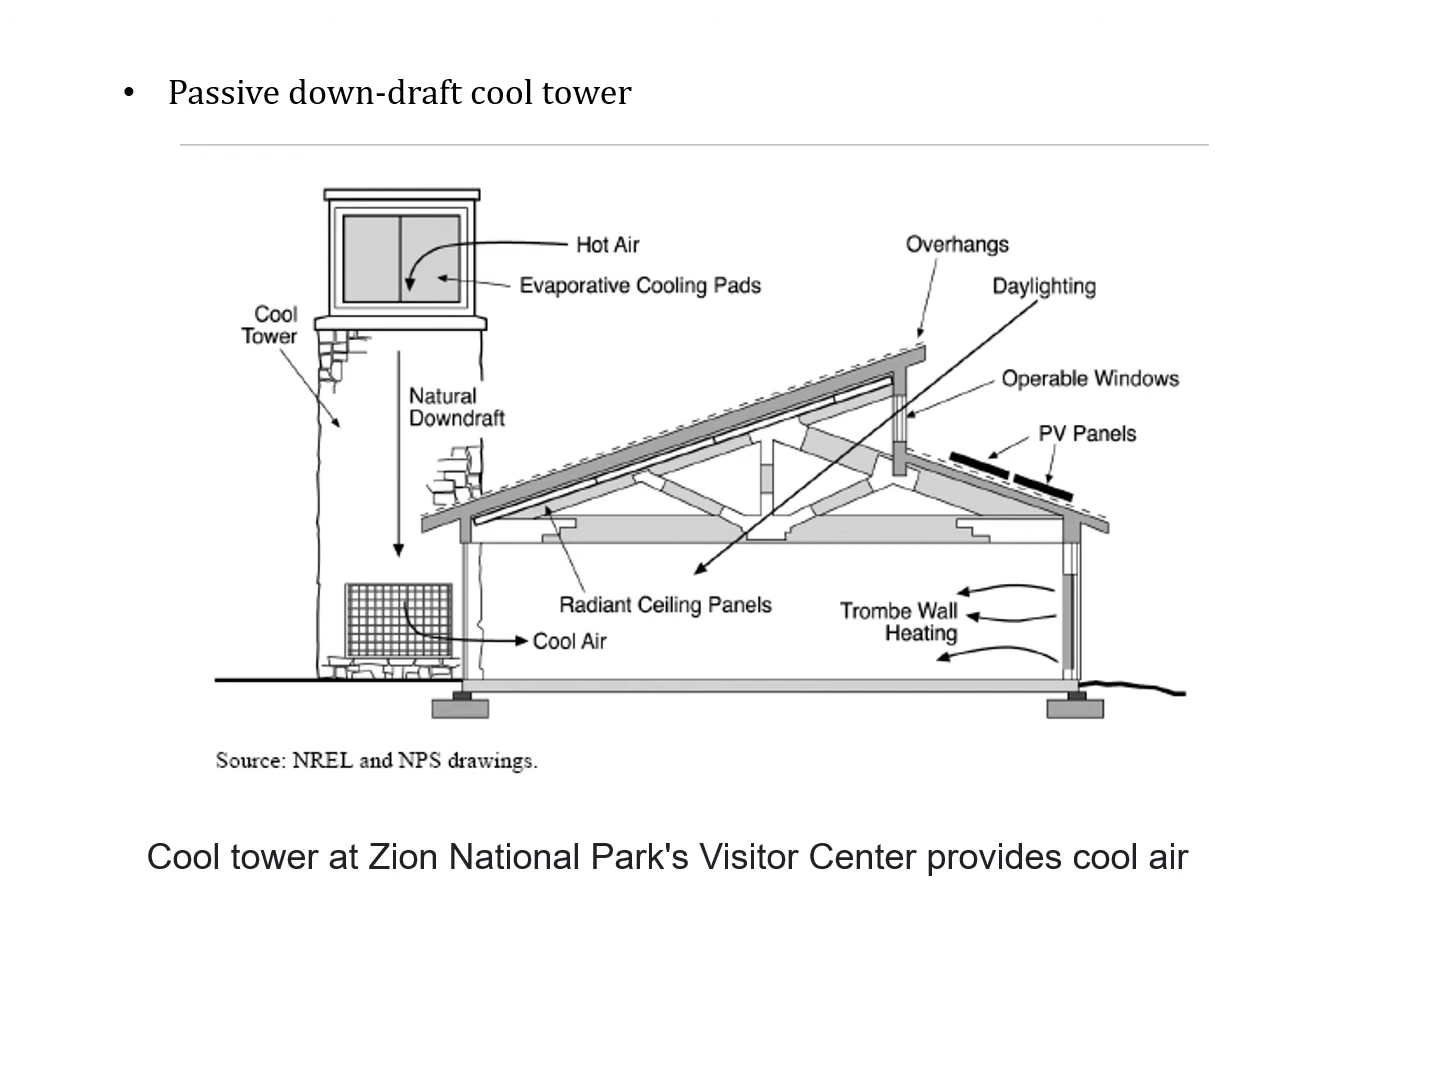 • Passive down-draft cool tower
Hot Air
Evaporative Cooling Pads
Cool
Tower
Natural
Downdraft
Overhangs
Daylighting
Operable Windows
PV Panels
Radiant Ceiling Panels
Cool Air
Trombe Wall
Heating
Source: NREL and NPS drawings.
Cool tower at Zion National Park's Visitor Center provides cool air